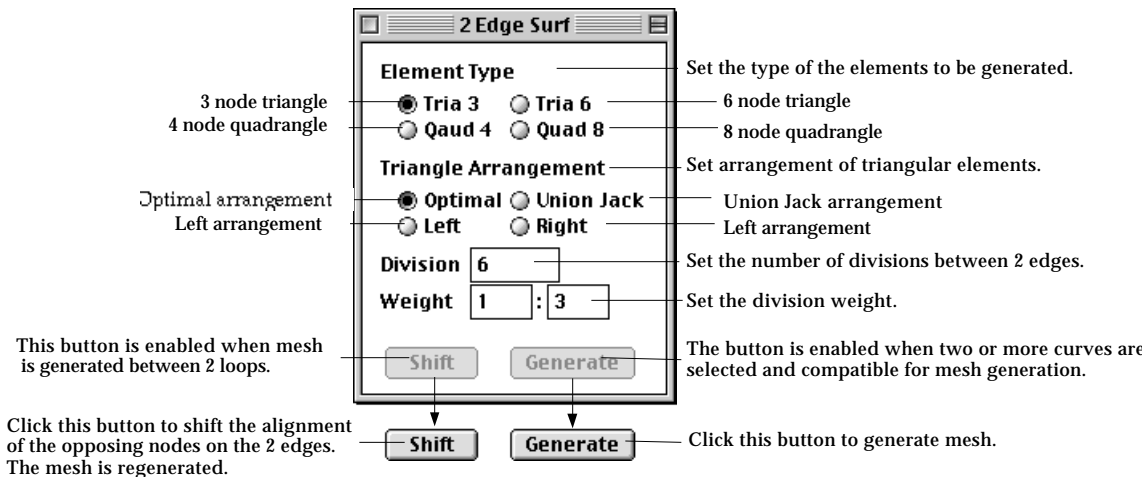 2 Edge Surf
Element Type
Set the type of the elements to be generated.
3 node triangle
Tria 3
Tria 6
6 node triangle
4 node quadrangle
Qaud 4
Quad 8
8 node quadrangle
Triangle Arrangement
Set arrangement of triangular elements.
Optimal arrangement
Optimal
Union Jack
Union Jack arrangement
Left arrangement
Left
Right
Left arrangement
Division 6
Set the number of divisions between 2 edges.
Weight 1 : 3
Set the division weight.
This button is enabled when mesh
is generated between 2 loops.
Shift
Generate
The button is enabled when two or more curves are
selected and compatible for mesh generation.
Click this button to shift the alignment
of the opposing nodes on the 2 edges.
The mesh is regenerated.
Shift
Generate
Click this button to generate mesh.